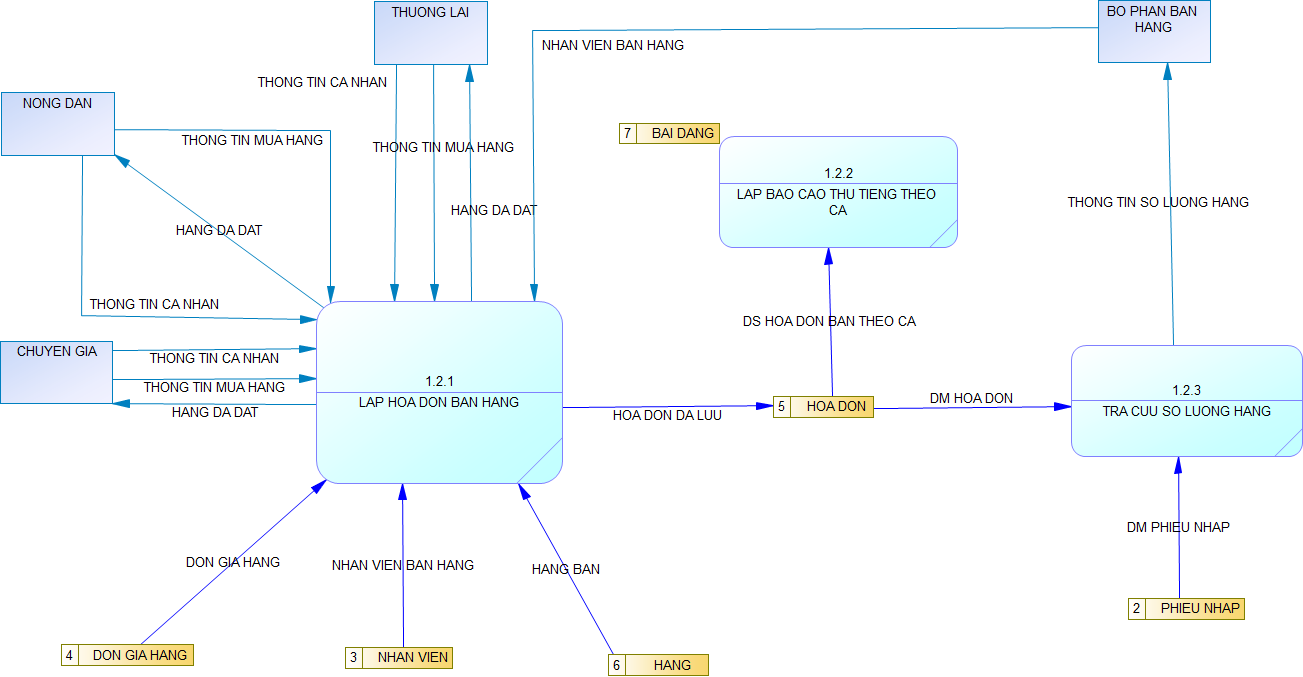 THUONG LAI
BO PHAN BAN
HANG
NHAN VIEN BAN HANG
THONG TIN CA NHAN
NONG DAN
THONG TIN MUA HANG
THONG TIN MUA HANG
7 BAI DANG
1.2.2
LAP BAO CAO THU TIENG THEO
CA
THONG TIN SO LUONG HANG
HANG DA DAT
HANG DA DAT
THONG TIN CA NHAN
DS HOA DON BAN THEO CA
CHUYEN GIA
THONG TIN CA NHAN
THONG TIN MUA HANG
HANG DA DAT
1.2.1
LAP HOA DON BAN HANG
HOA DON DA LUU
5 HOA DON
DM HOA DON
1.2.3
TRA CUU SO LUONG HANG
DM PHIEU NHAP
DON GIA HANG
NHAN VIEN BAN HANG
HANG BAN
2 PHIEU NHAP
4 DON GIA HANG
3 NHAN VIEN
6 HANG